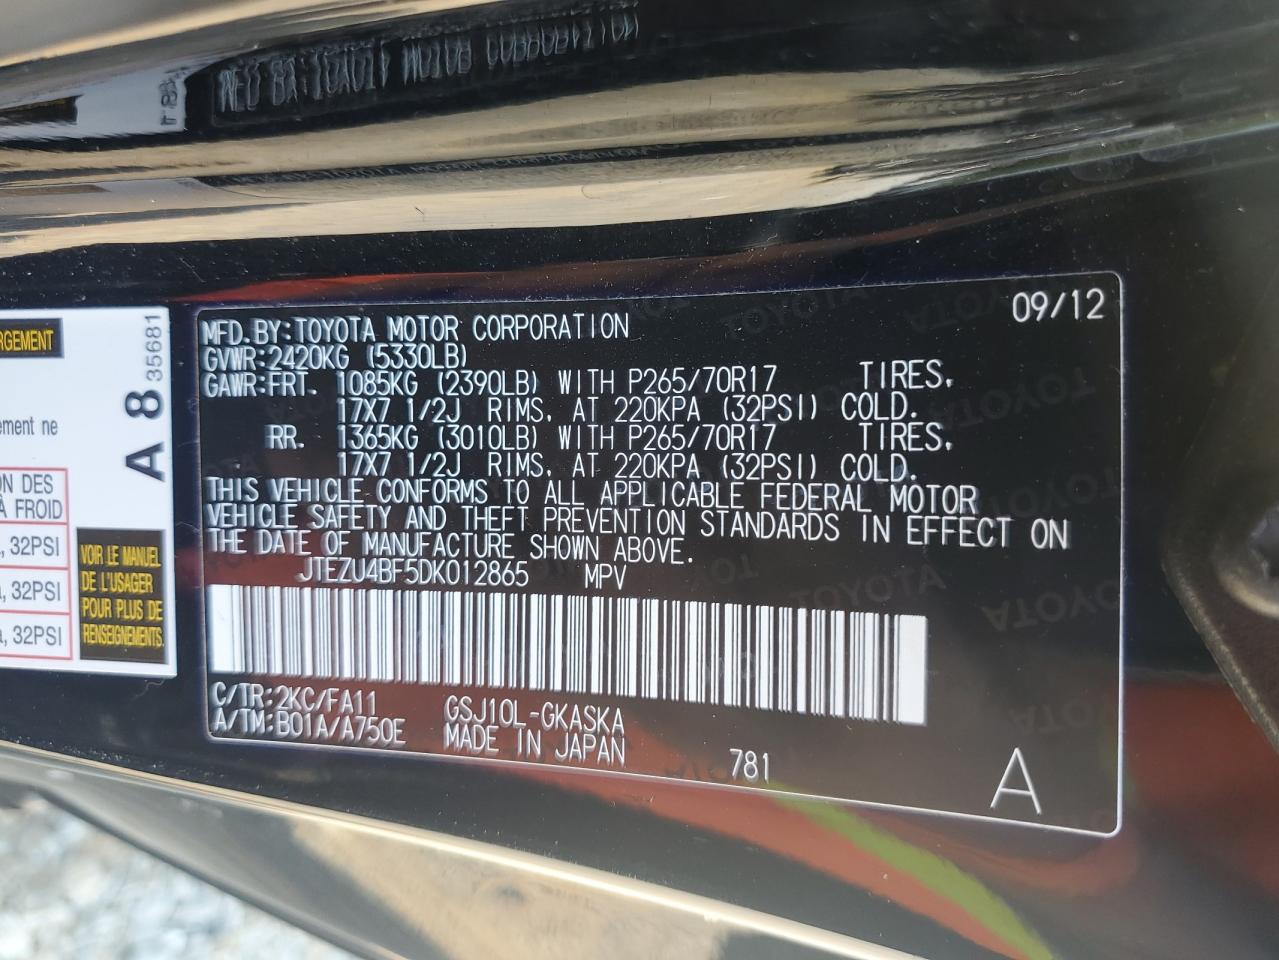 09/12
MFD.BY:TOYOTA MOTOR CORPORATION
GVWR:2420KG (5330LB)
GAWR:FRT. 1085KG (2390LB) WITH P265/70R17 TIRES,
17X7 1/2J RIMS, AT 220KPA (32PSI) COLD.
RR. 1365KG (3010LB) WITH P265/70R17 TIRES,
17X7 1/2J RIMS, AT 220KPA (32PSI) COLD.
THIS VEHICLE CONFORMS TO ALL APPLICABLE FEDERAL MOTOR
VEHICLE SAFETY AND THEFT PREVENTION STANDARDS IN EFFECT ON
THE DATE OF MANUFACTURE SHOWN ABOVE.
JTEZU4BF5DK012865 MPV
C/TR:2KC/FA11 GSJ10L-GKASKA
A/TM:B01A/A750E MADE IN JAPAN
781
A
A 8 35681
ne
DES
À FROID
, 32PSI
, 32PSI
, 32PSI
VOIR LE MANUEL
DE L'USAGER
POUR PLUS DE
RENSEIGNEMENTS.
TOYOTA
TOYOTA
TOYOTA